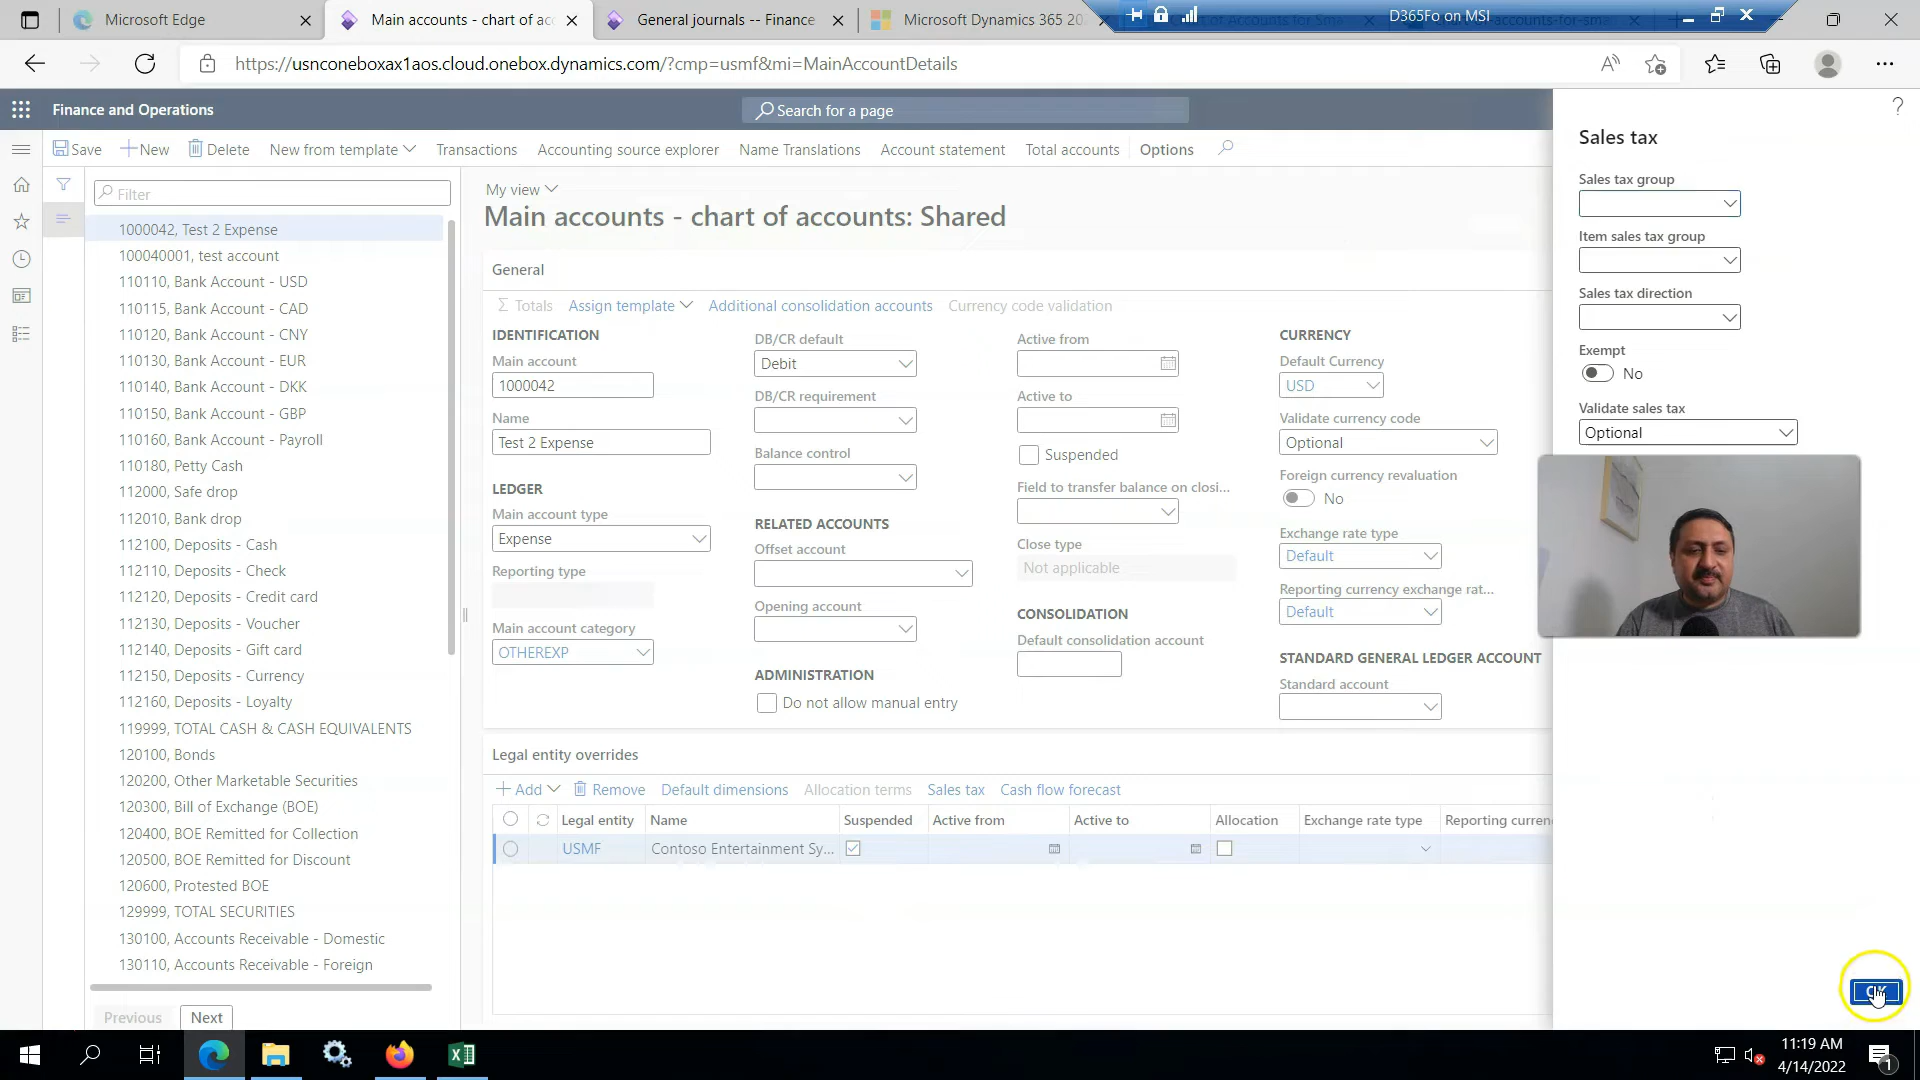 Microsoft Edge
Main accounts - chart of acc
General journals -- Finance
Microsoft Dynamics 365 20
D365Fo on MSI
https://usnconeboxax1aos.cloud.onebox.dynamics.com/?cmp=usmf&mi=MainAccountDetails
Finance and Operations
Search for a page
?
Save
New
Delete
New from template
Transactions
Accounting source explorer
Name Translations
Account statement
Total accounts
Options
Filter
1000042, Test 2 Expense
100040001, test account
110110, Bank Account - USD
110115, Bank Account - CAD
110120, Bank Account - CNY
110130, Bank Account - EUR
110140, Bank Account - DKK
110150, Bank Account - GBP
110160, Bank Account - Payroll
110180, Petty Cash
112000, Safe drop
112010, Bank drop
112100, Deposits - Cash
112110, Deposits - Check
112120, Deposits - Credit card
112130, Deposits - Voucher
112140, Deposits - Gift card
112150, Deposits - Currency
112160, Deposits - Loyalty
119999, TOTAL CASH & CASH EQUIVALENTS
120100, Bonds
120200, Other Marketable Securities
120300, Bill of Exchange (BOE)
120400, BOE Remitted for Collection
120500, BOE Remitted for Discount
120600, Protested BOE
129999, TOTAL SECURITIES
130100, Accounts Receivable - Domestic
130110, Accounts Receivable - Foreign
Previous
Next
My view
Main accounts - chart of accounts: Shared
General
Totals
Assign template
Additional consolidation accounts
Currency code validation
IDENTIFICATION
Main account
1000042
Name
Test 2 Expense
LEDGER
Main account type
Expense
Reporting type
Main account category
OTHEREXP
DB/CR default
Debit
DB/CR requirement
Balance control
RELATED ACCOUNTS
Offset account
Opening account
ADMINISTRATION
Do not allow manual entry
Active from
Active to
Suspended
Field to transfer balance on closi...
Close type
Not applicable
CONSOLIDATION
Default consolidation account
CURRENCY
Default Currency
USD
Validate currency code
Optional
Foreign currency revaluation
No
Exchange rate type
Default
Reporting currency exchange rat...
Default
STANDARD GENERAL LEDGER ACCOUNT
Standard account
Legal entity overrides
Add
Remove
Default dimensions
Allocation terms
Sales tax
Cash flow forecast
Legal entity
Name
Suspended
Active from
Active to
Allocation
Exchange rate type
Reporting curren
USMF
Contoso Entertainment Sy...
Sales tax
Sales tax group
Item sales tax group
Sales tax direction
Exempt
No
Validate sales tax
Optional
OK
11:19 AM
4/14/2022
1